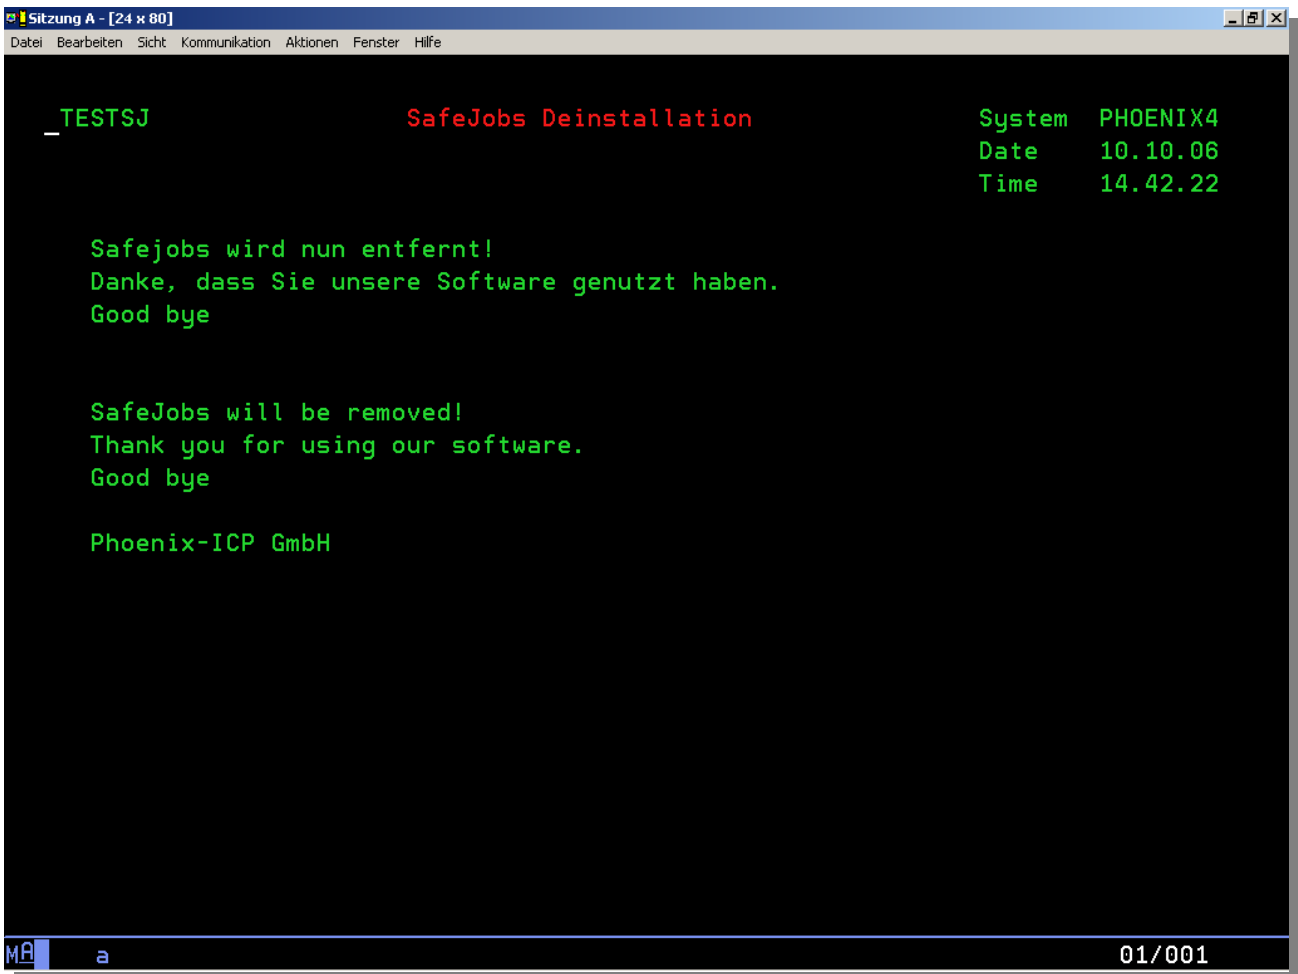 Sitzung A - [24 x 80]
Datei Bearbeiten Sicht Kommunikation Aktionen Fenster Hilfe
_TESTSJ SafeJobs Deinstallation System PHOENIX4
Date 10.10.06
Time 14.42.22
Safejobs wird nun entfernt!
Danke, dass Sie unsere Software genutzt haben.
Good bye
SafeJobs will be removed!
Thank you for using our software.
Good bye
Phoenix-ICP GmbH
MA a 01/001